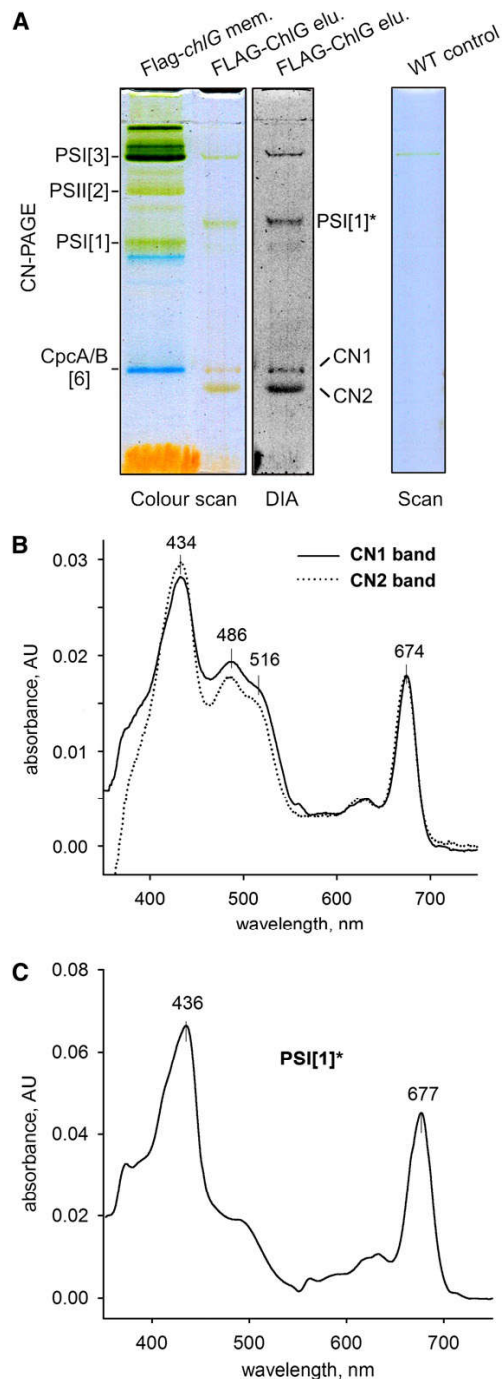 A
Flag-chlG mem.
FLAG-ChlG elu.
FLAG-ChlG elu.
WT control
CN-PAGE
PSI[3]
PSII[2]
PSI[1]
CpcA/B
[6]
PSI[1]*
CN1
CN2
Colour scan
DIA
Scan
B
absorbance, AU
0.03
0.02
0.01
0.00
434
486
516
674
CN1 band
CN2 band
400 500 600 700
wavelength, nm
C
absorbance, AU
0.08
0.06
0.04
0.02
0.00
436
PSI[1]*
677
400 500 600 700
wavelength, nm